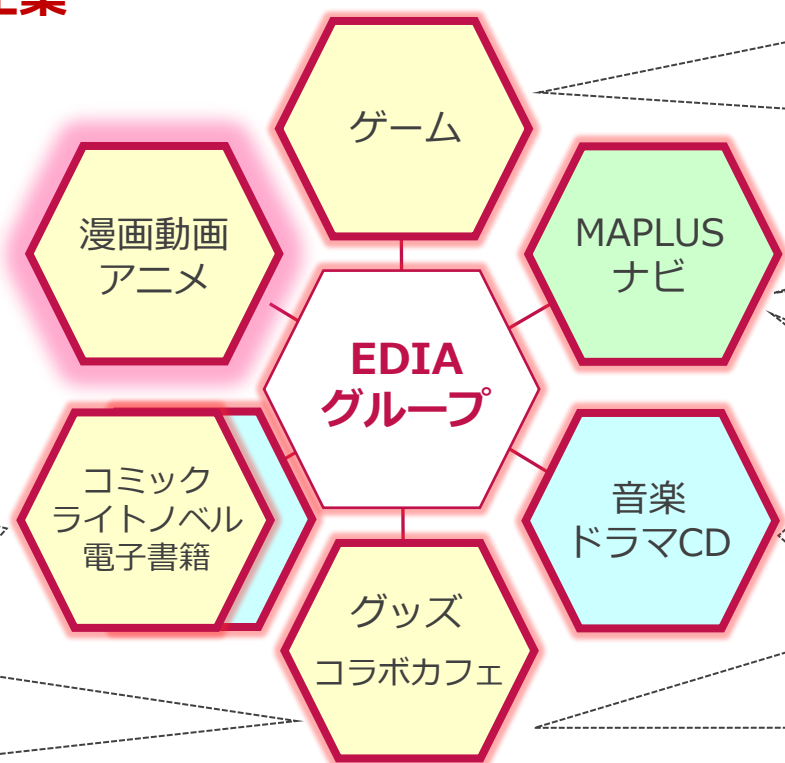 ゲーム
漫画動画
アニメ
MAPLUS
ナビ
EDIA
グループ
コミック
ライトノベル
電子書籍
音楽
ドラマCD
グッズ
コラボカフェ